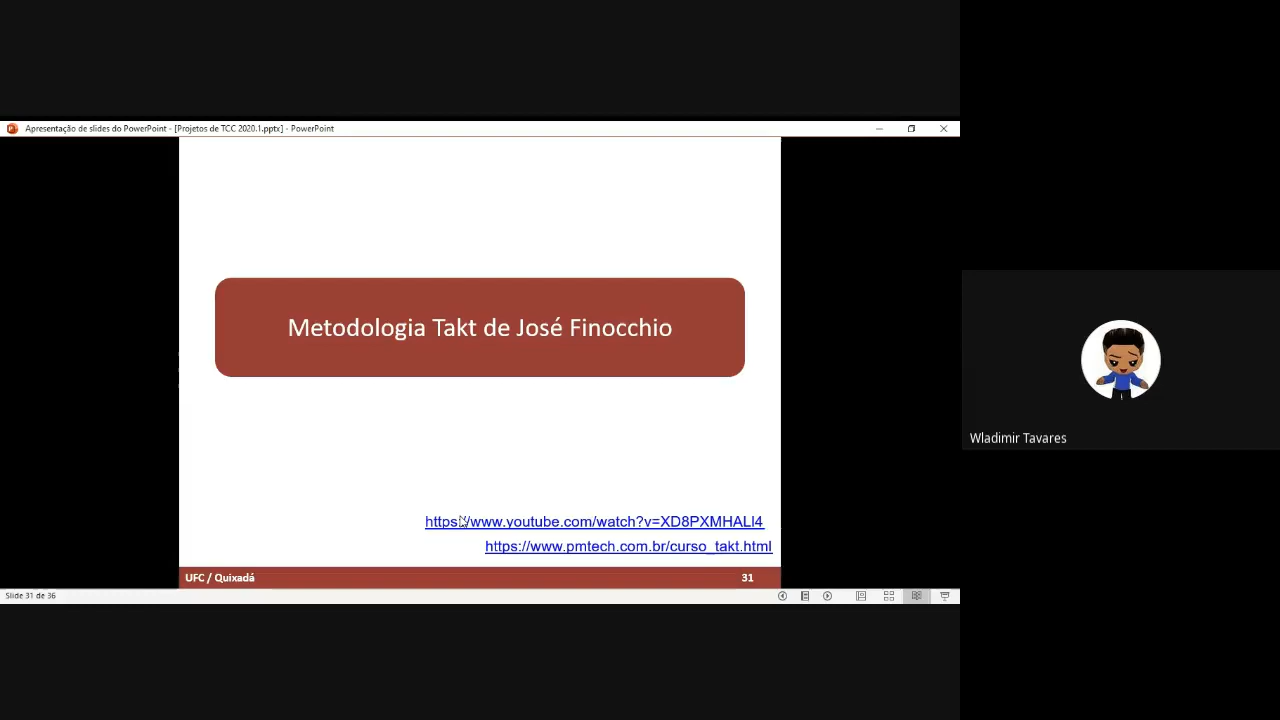 Apresentação de slides do PowerPoint - [Projetos de TCC 2020.1.pptx] - PowerPoint
Metodologia Takt de José Finocchio
https://www.youtube.com/watch?v=XD8PXMHALI4
https://www.pmtech.com.br/curso_takt.html
UFC / Quixadá
31
Slide 31 de 36
Wladimir Tavares